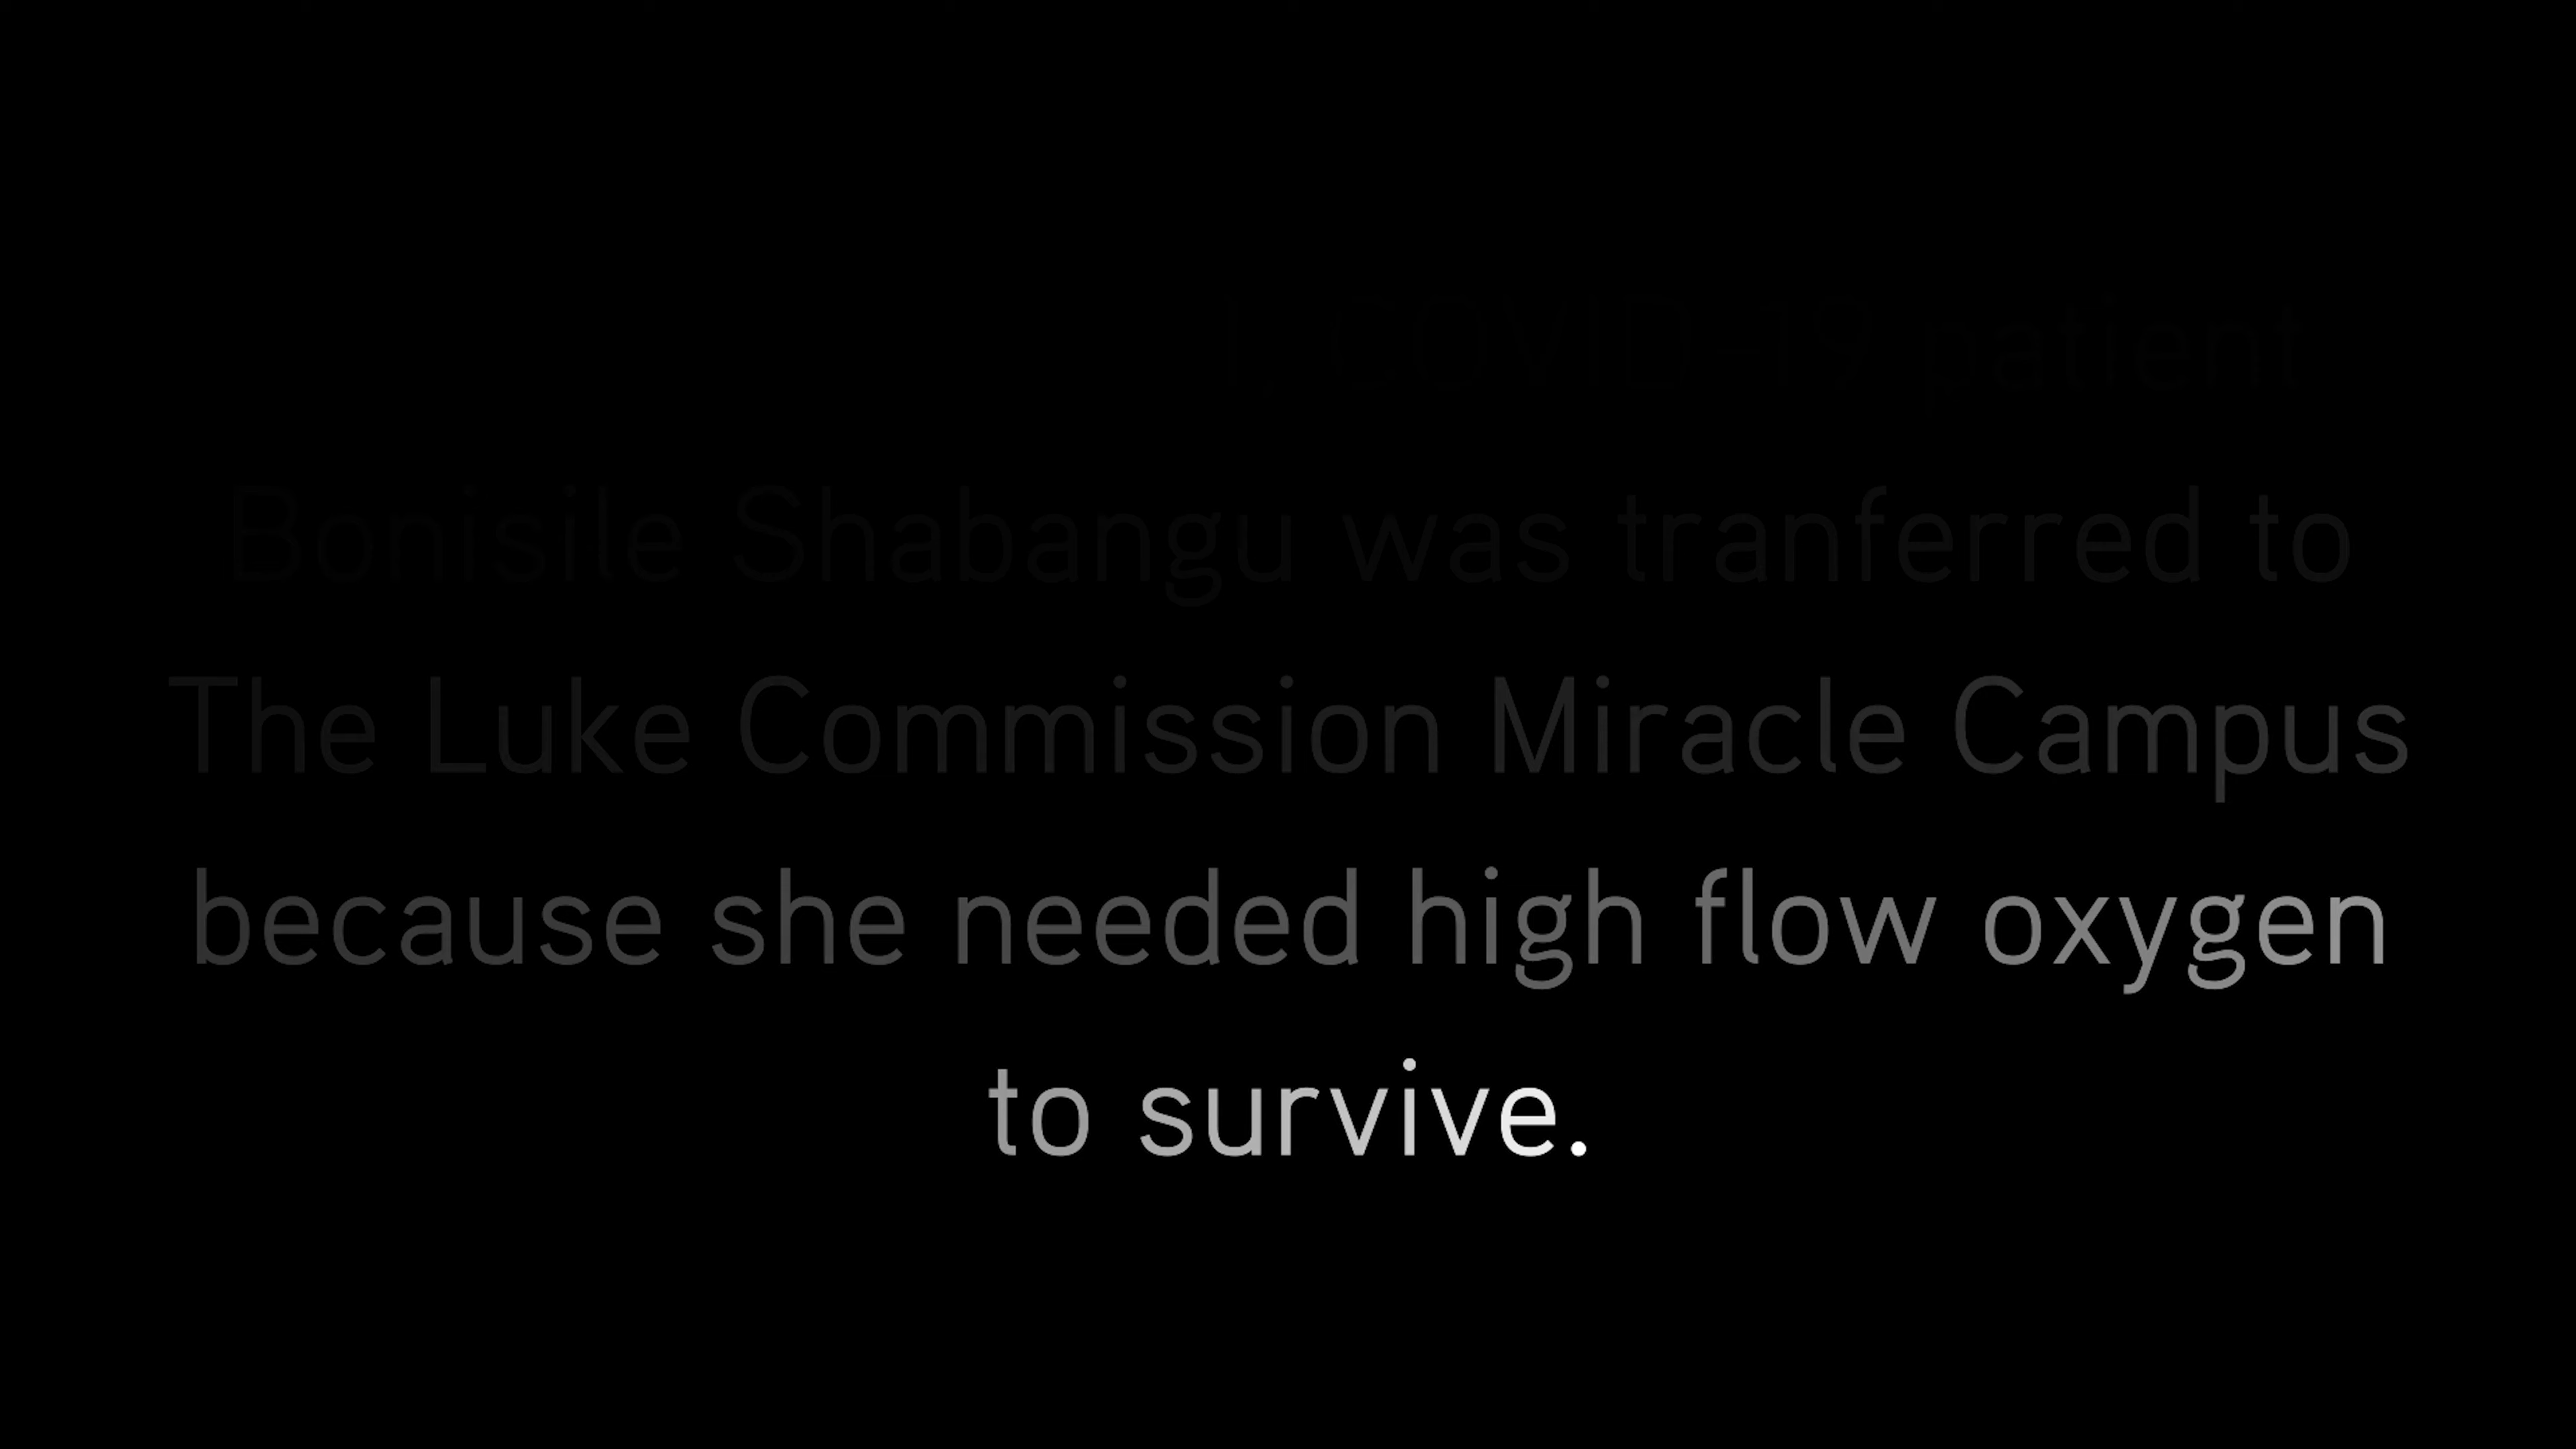 1, COVID-19 patient
Bonisile Shabangu was tranferred to
The Luke Commission Miracle Campus
because she needed high flow oxygen
to survive.